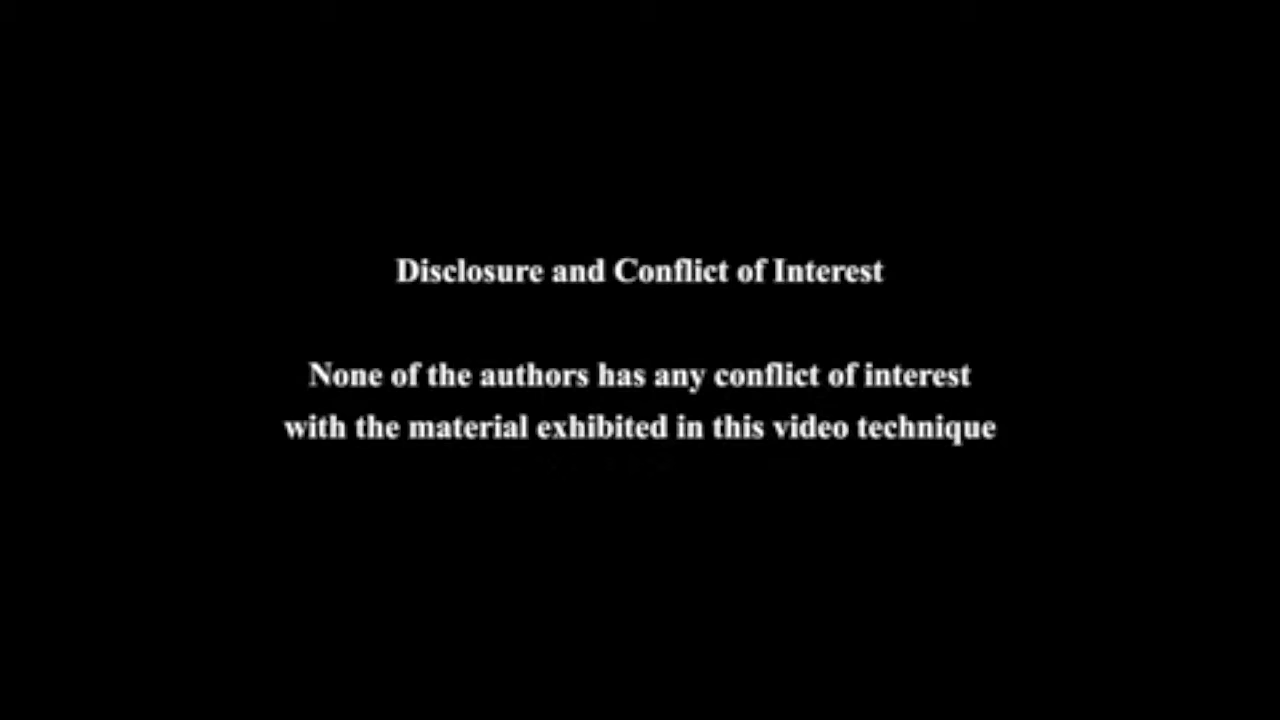 Disclosure and Conflict of Interest
None of the authors has any conflict of interest
with the material exhibited in this video technique